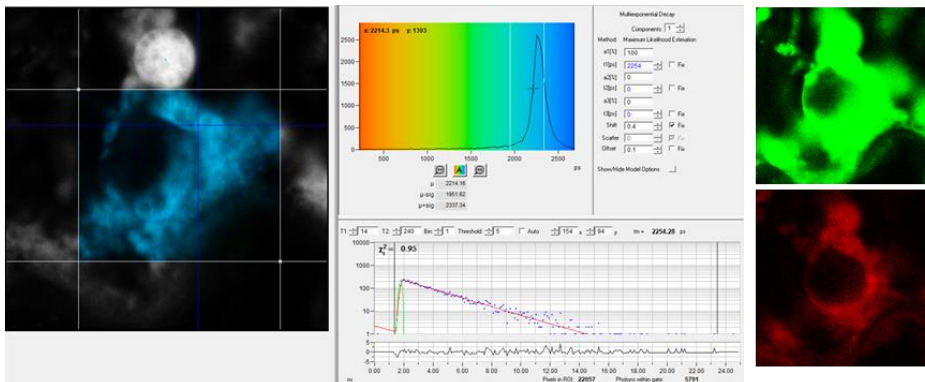 x: 2214.3 ps y: 1383
2500-
2000-
1500-
1000-
500-
0-
500 1000 1500 2000 2500
ps
μ 2214.16
μ-sig 1951.62
μ+sig 2337.34
Multiexponential Decay
Components: 1
Method: Maximum Likelihood Estimation
a1[%] 100
t1[ps] 2254 Fix
a2[%] 0
t2[ps] 0 Fix
a3[%] 0
t3[ps] 0 Fix
Shift 0.4 Fix
Scatter 0 Fix
Offset 0.1 Fix
Show/Hide Model Options
T1: 14 T2: 240 Bin: 1 Threshold: 5 Auto 154 x 94 y tm = 2254.28 ps
χr2 = 0.95
10000
1000
100
10
1
5
0
-5
0.00 2.00 4.00 6.00 8.00 10.00 12.00 14.00 16.00 18.00 20.00 22.00 24.00
ns Pixels in ROI: 22057 Photons within gate: 5791